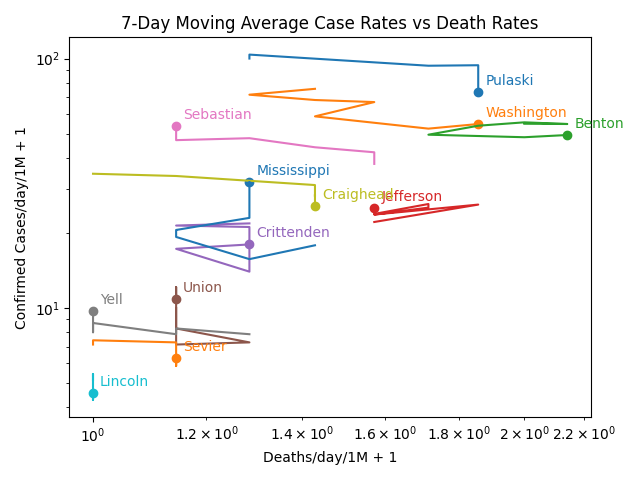 7-Day Moving Average Case Rates vs Death Rates
Confirmed Cases/day/1M + 1
10²
10¹
Pulaski
Washington
Benton
Sebastian
Mississippi
Craighead
Jefferson
Crittenden
Union
Yell
Sevier
Lincoln
10⁰
1.2 × 10⁰
1.4 × 10⁰
1.6 × 10⁰
1.8 × 10⁰
2 × 10⁰
2.2 × 10⁰
Deaths/day/1M + 1